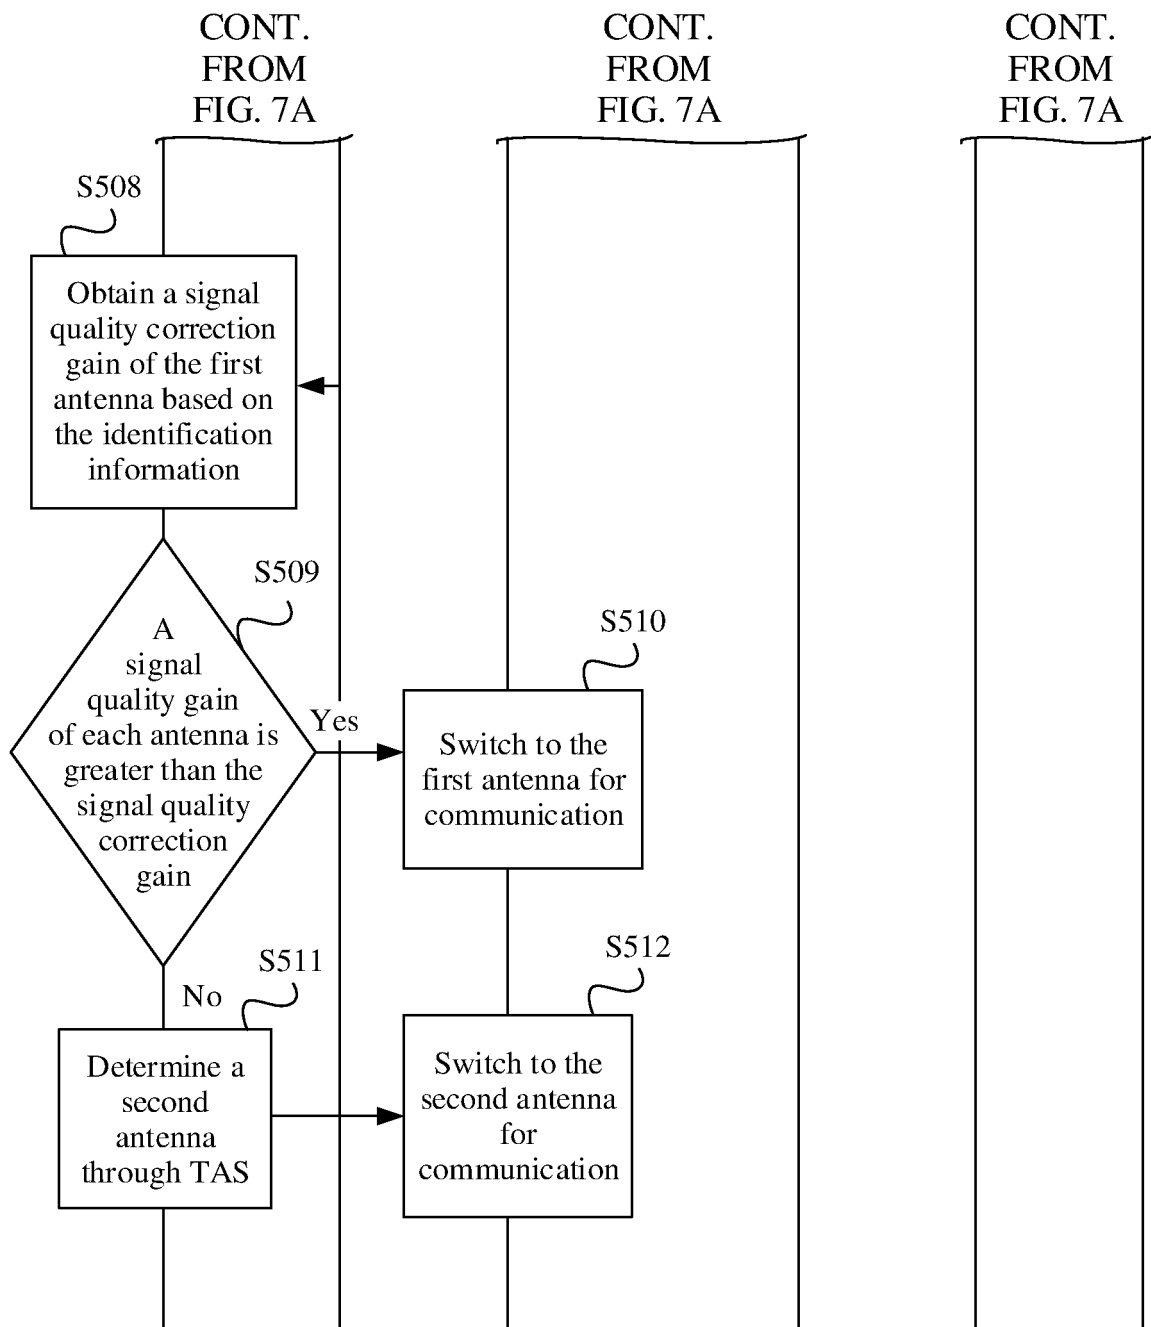 CONT.
FROM
FIG. 7A
CONT.
FROM
FIG. 7A
CONT.
FROM
FIG. 7A
S508
Obtain a signal
quality correction
gain of the first
antenna based on
the identification
information
S509
A
signal
quality gain
of each antenna is
greater than the
signal quality
correction
gain
Yes
S510
Switch to the
first antenna for
communication
No
S511
Determine a
second
antenna
through TAS
S512
Switch to the
second antenna
for
communication